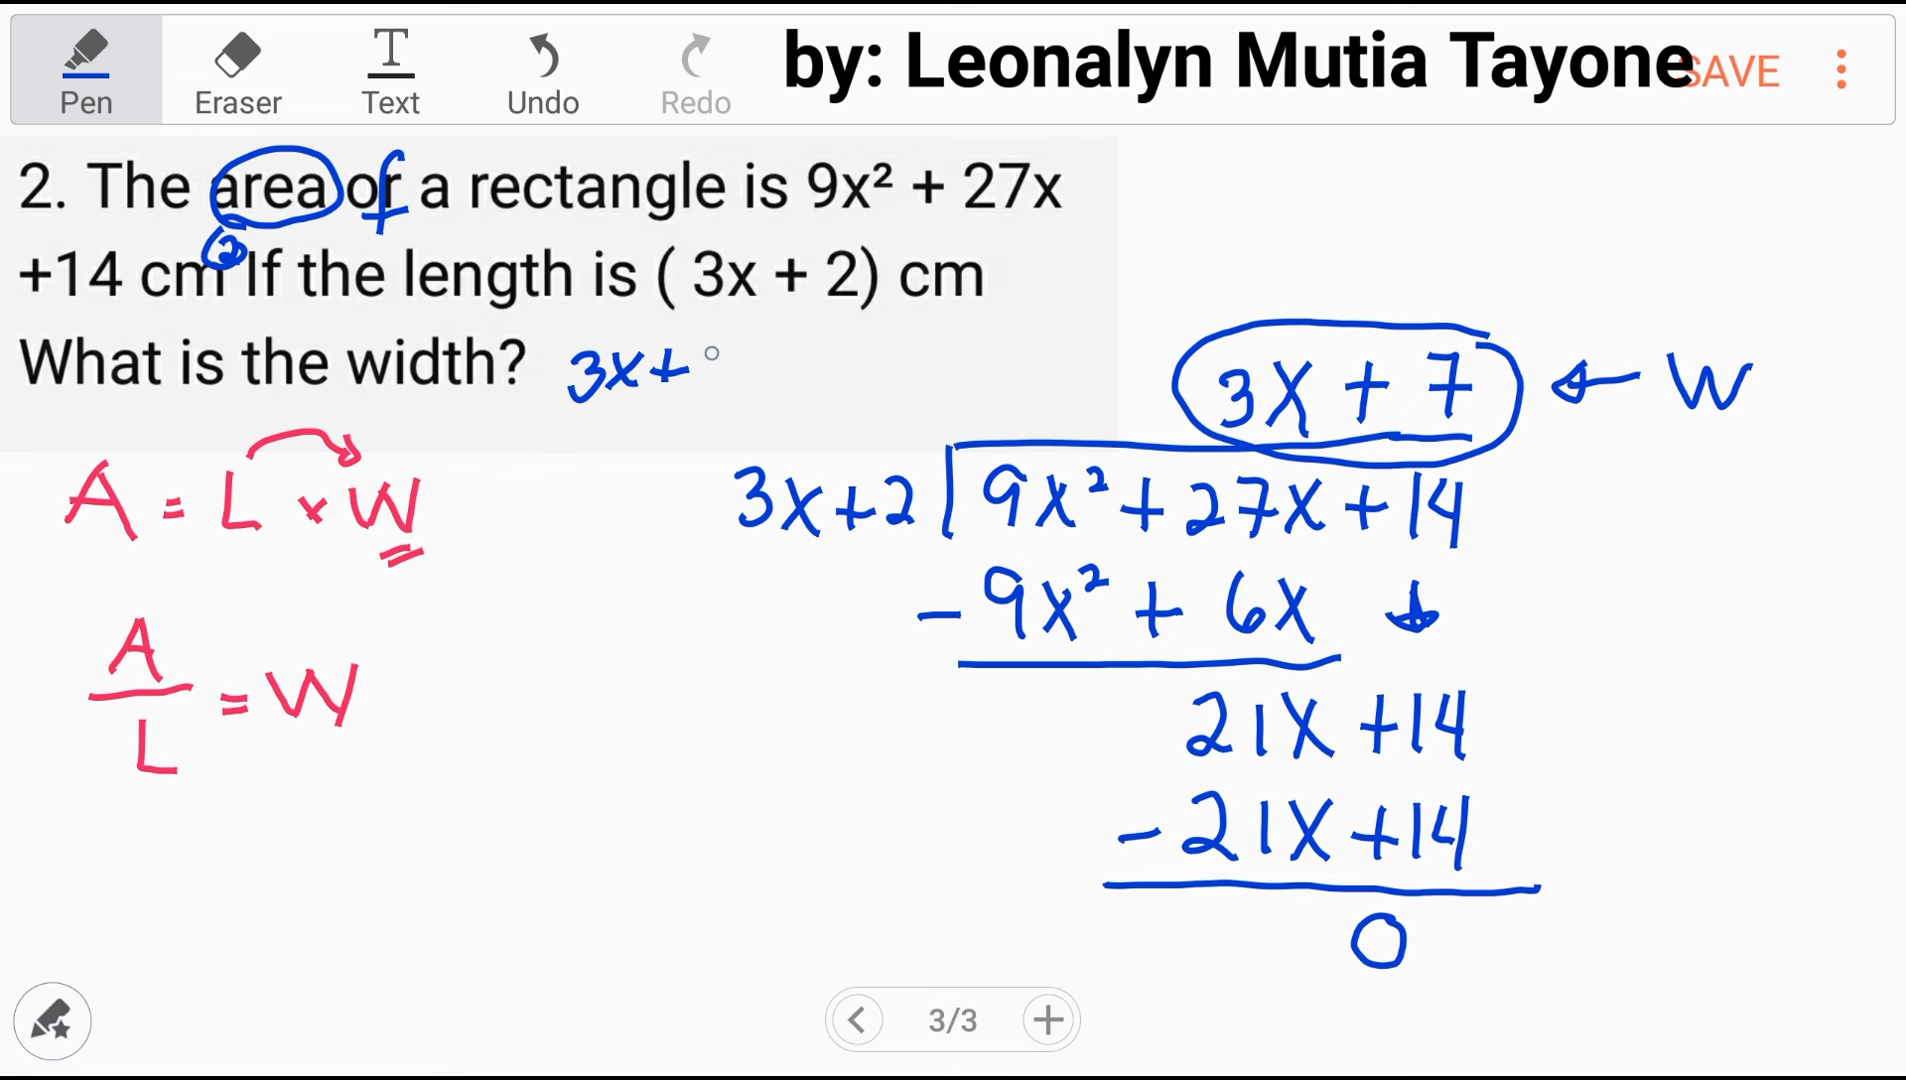 Pen Eraser Text Undo Redo by: Leonalyn Mutia Tayone SAVE
2. The area of a rectangle is 9x² + 27x
+14 cm² If the length is ( 3x + 2) cm
What is the width? 3x+
3x + 7 ← W
A = L x W
3x+2 9x² + 27x + 14
- 9x² + 6x ↓
A
L
= W
21x +14
- 21x +14
0
3/3